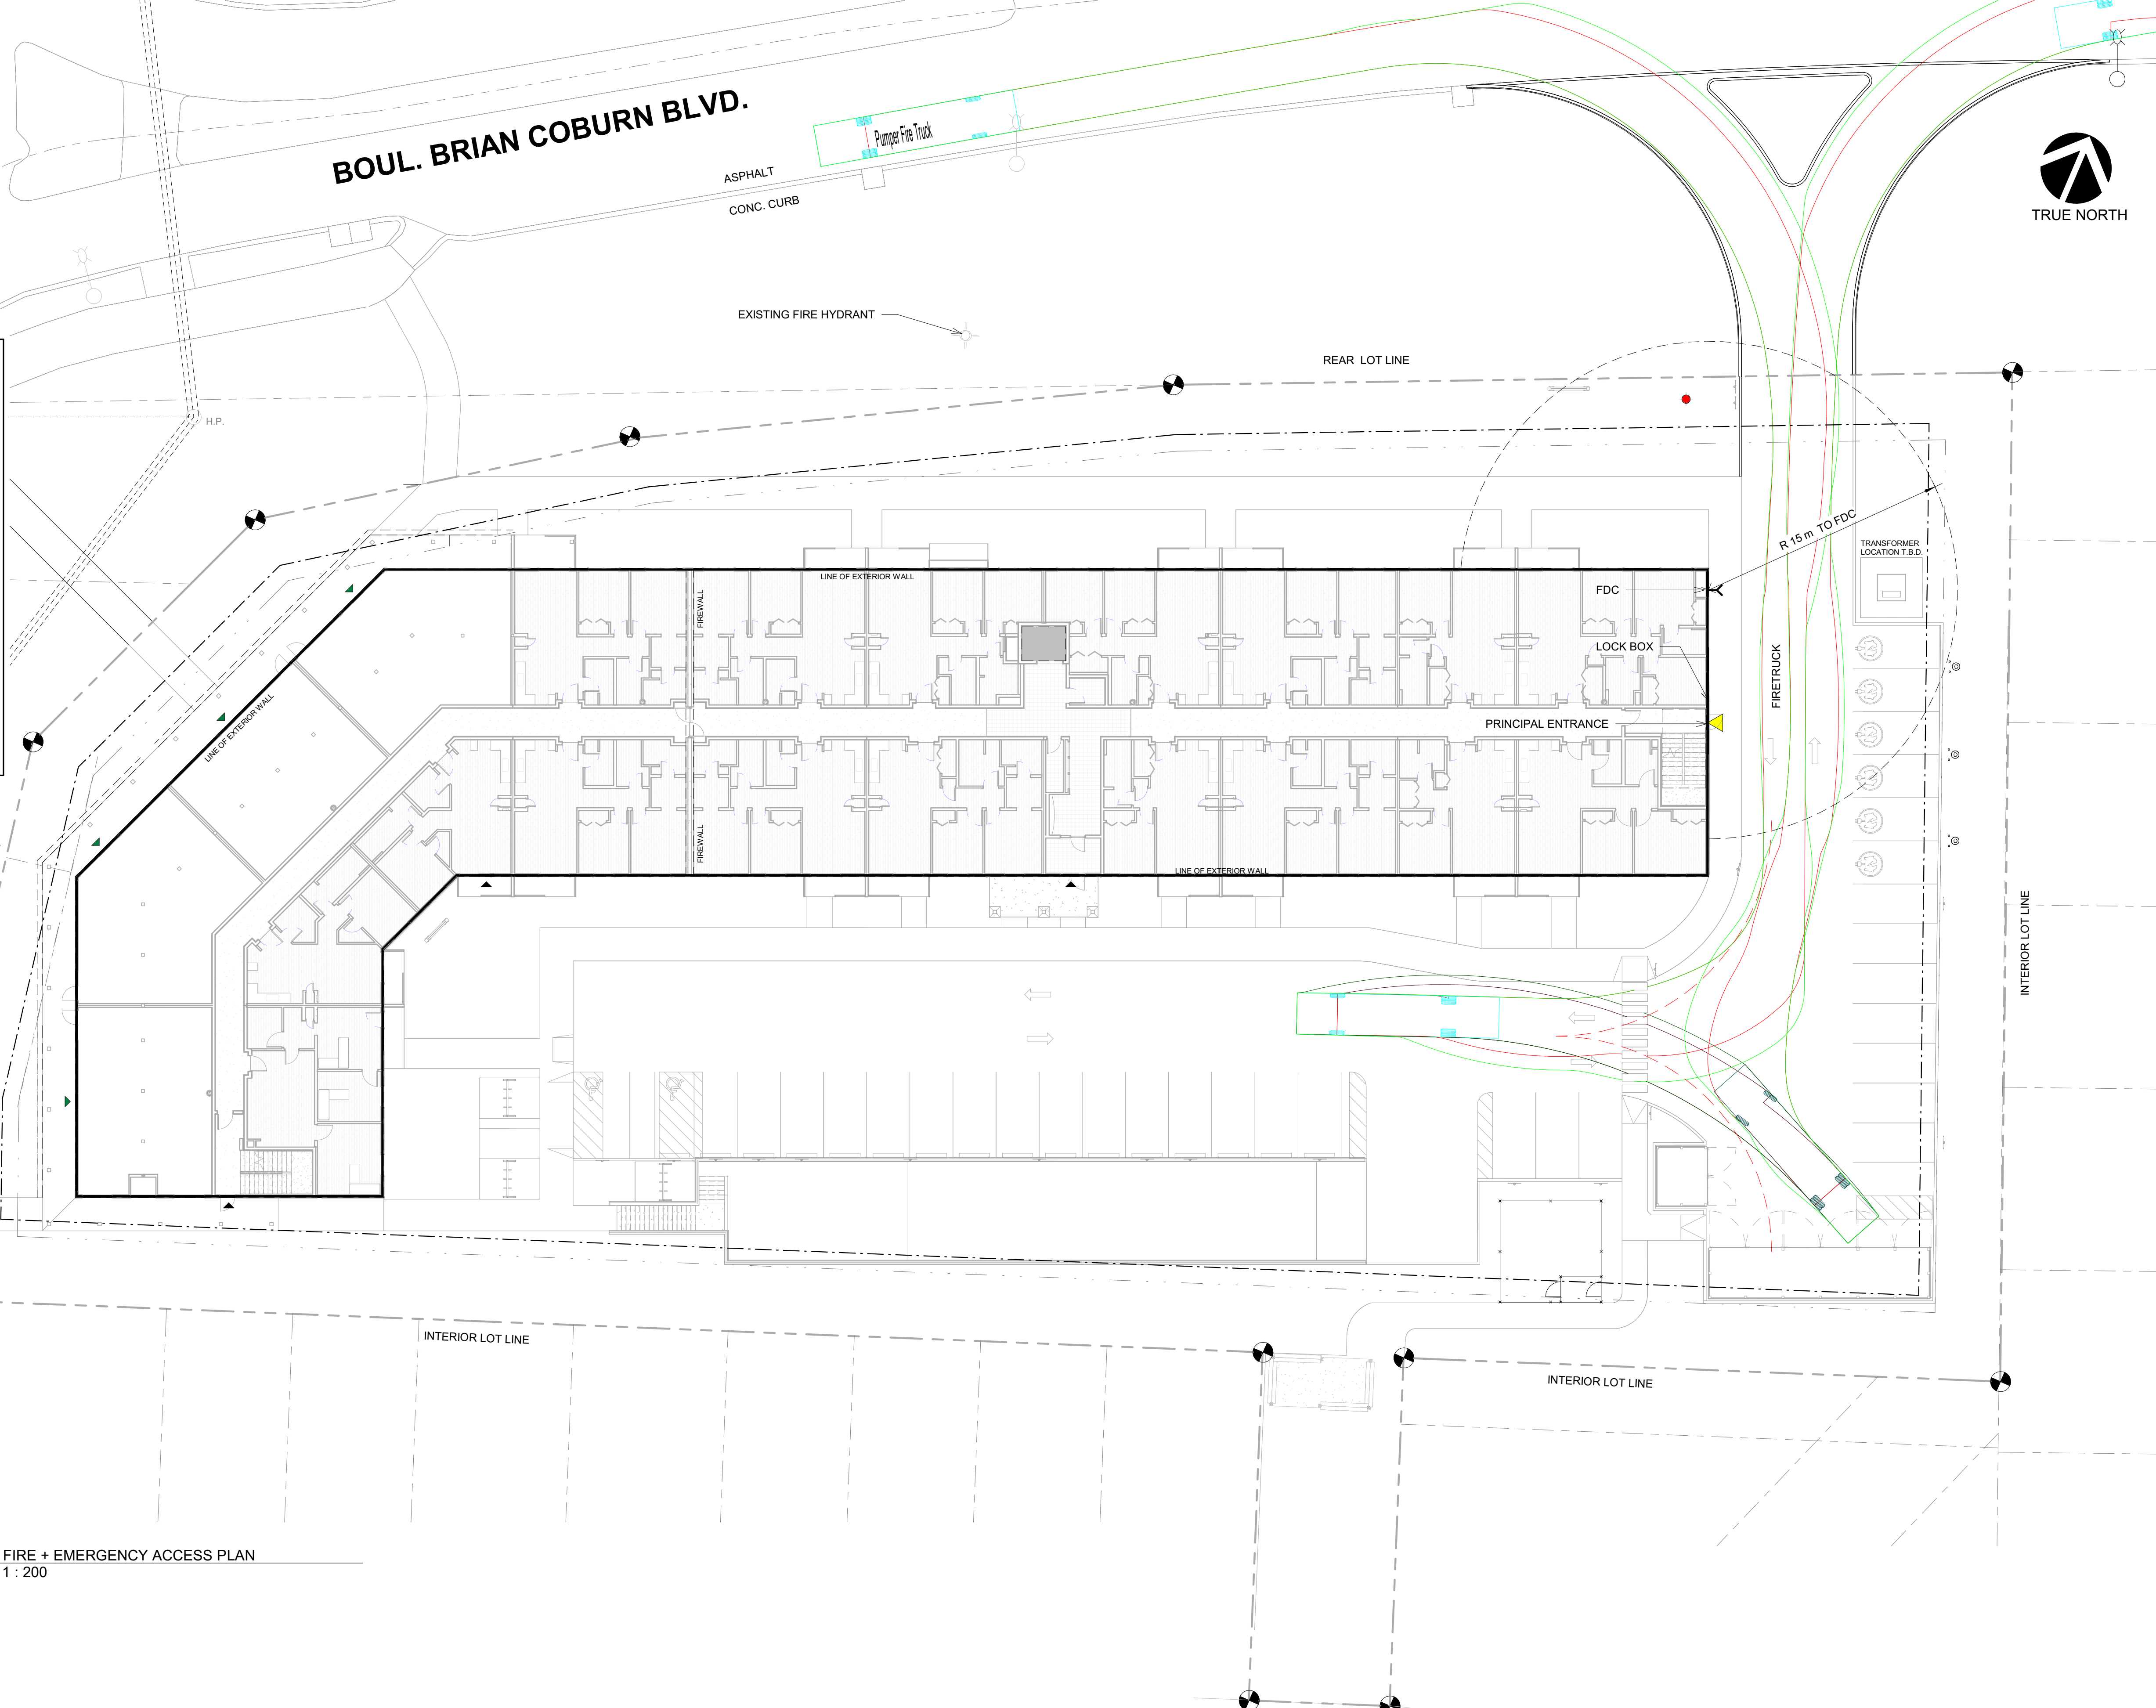 BOUL. BRIAN COBURN BLVD.
Pumper Fire Truck
ASPHALT
CONC. CURB
TRUE NORTH
EXISTING FIRE HYDRANT
REAR LOT LINE
H.P.
R 15 m TO FDC
TRANSFORMER
LOCATION T.B.D.
LINE OF EXTERIOR WALL
FIREWALL
FDC
LOCK BOX
FIRETRUCK
PRINCIPAL ENTRANCE
LINE OF EXTERIOR WALL
FIREWALL
LINE OF EXTERIOR WALL
INTERIOR LOT LINE
INTERIOR LOT LINE
INTERIOR LOT LINE
FIRE + EMERGENCY ACCESS PLAN
1 : 200